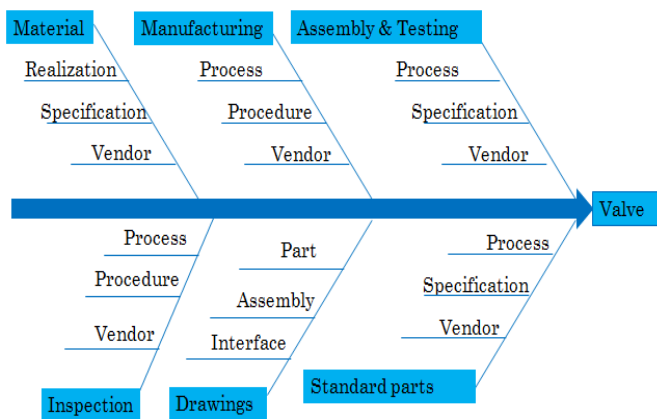 Material
Manufacturing
Assembly & Testing
Realization
Specification
Vendor
Process
Procedure
Vendor
Process
Specification
Vendor
Valve
Process
Procedure
Vendor
Inspection
Part
Assembly
Interface
Drawings
Process
Specification
Vendor
Standard parts